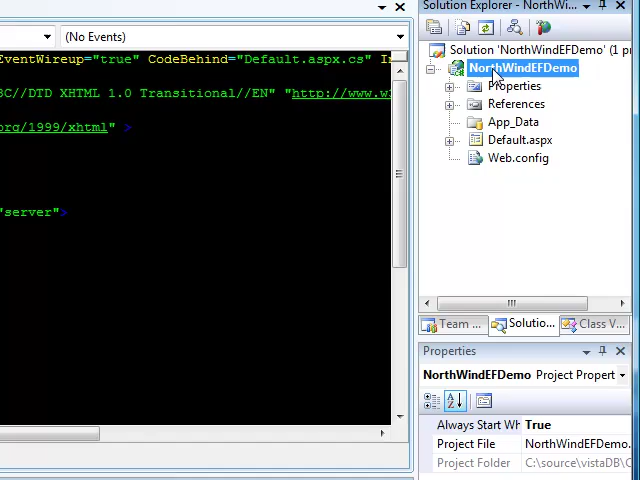 Solution Explorer - NorthWi...
(No Events)
Solution 'NorthWindEFDemo' (1 p
EventWireup="true" CodeBehind="Default.aspx.cs" In
NorthWindEFDemo
Properties
3C//DTD XHTML 1.0 Transitional//EN" "http://www.w3
References
org/1999/xhtml" >
App_Data
Default.aspx
Web.config
"server">
Team ...
Solutio...
Class V...
Properties
NorthWindEFDemo Project Propert
Always Start Wh True
Project File NorthWindEFDemo.
Project Folder C:\source\vistaDB\C